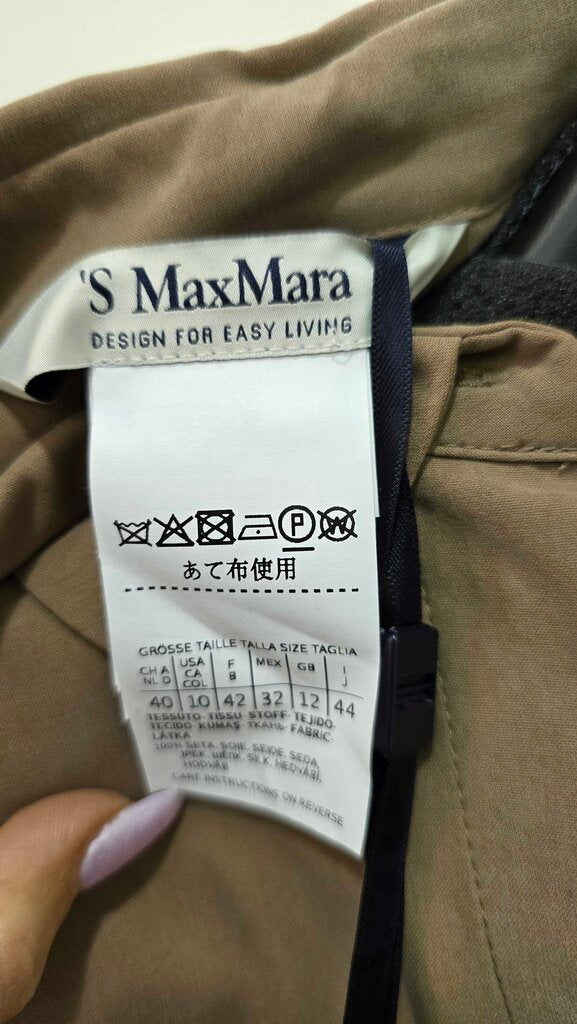 'S MaxMara
DESIGN FOR EASY LIVING
P W
あて布使用
GRÖSSE TAILLE TALLA SIZE TAGLIA
CH A NL D USA CA COL F B MEX GB I J
40 10 42 32 12 44
TESSUTO-TISSU-STOFF-TEJIDO-
TECIDO-KUMAŞ-ТКАНЬ-FABRIC-
LÁTKA
100% SETA, SOIE, SEIDE, SEDA,
İPEK, ШЁЛК, SILK, HEDVÁBÍ,
HODVÁB
CARE INSTRUCTIONS ON REVERSE